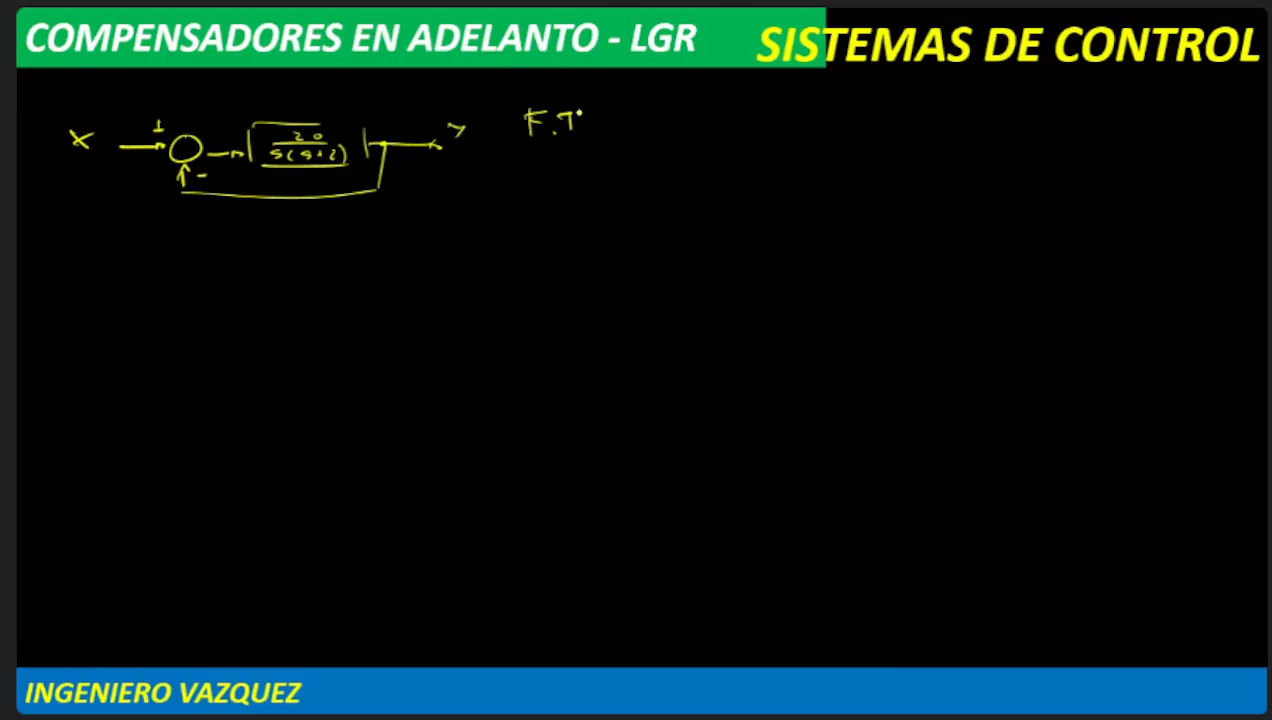 COMPENSADORES EN ADELANTO - LGR
SISTEMAS DE CONTROL
X + 20 Y
s(s+2)
-
F.T
INGENIERO VAZQUEZ